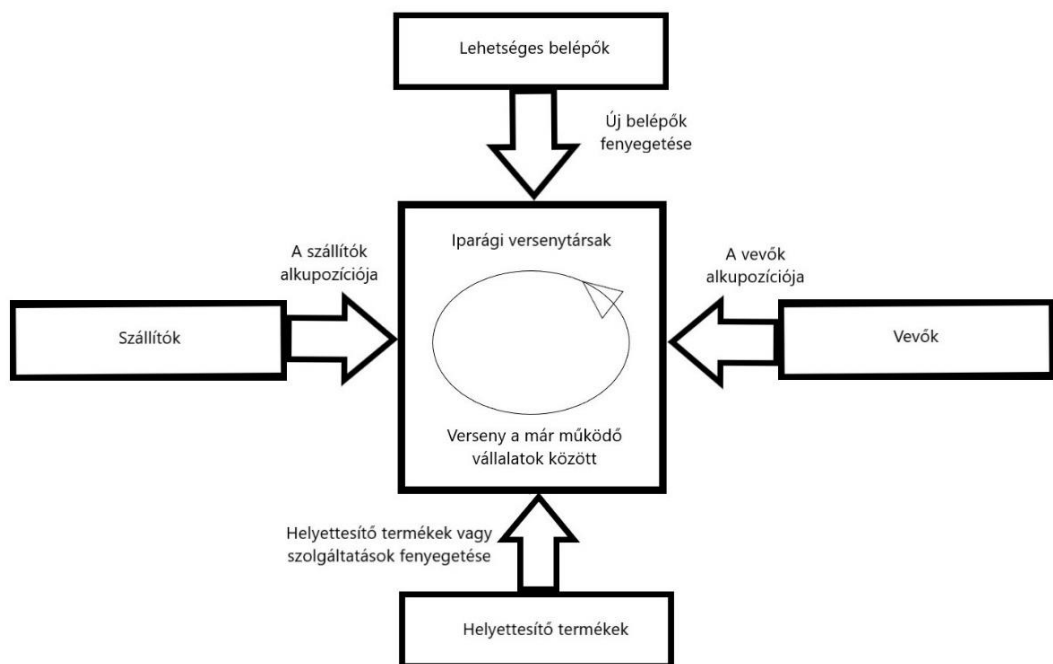 Lehetséges belépők
Új belépők
fenyegetése
Iparági versenytársak
A szállítók
alkupozíciója
A vevők
alkupozíciója
Szállítók
Vevők
Verseny a már működő
vállalatok között
Helyettesítő termékek vagy
szolgáltatások fenyegetése
Helyettesítő termékek